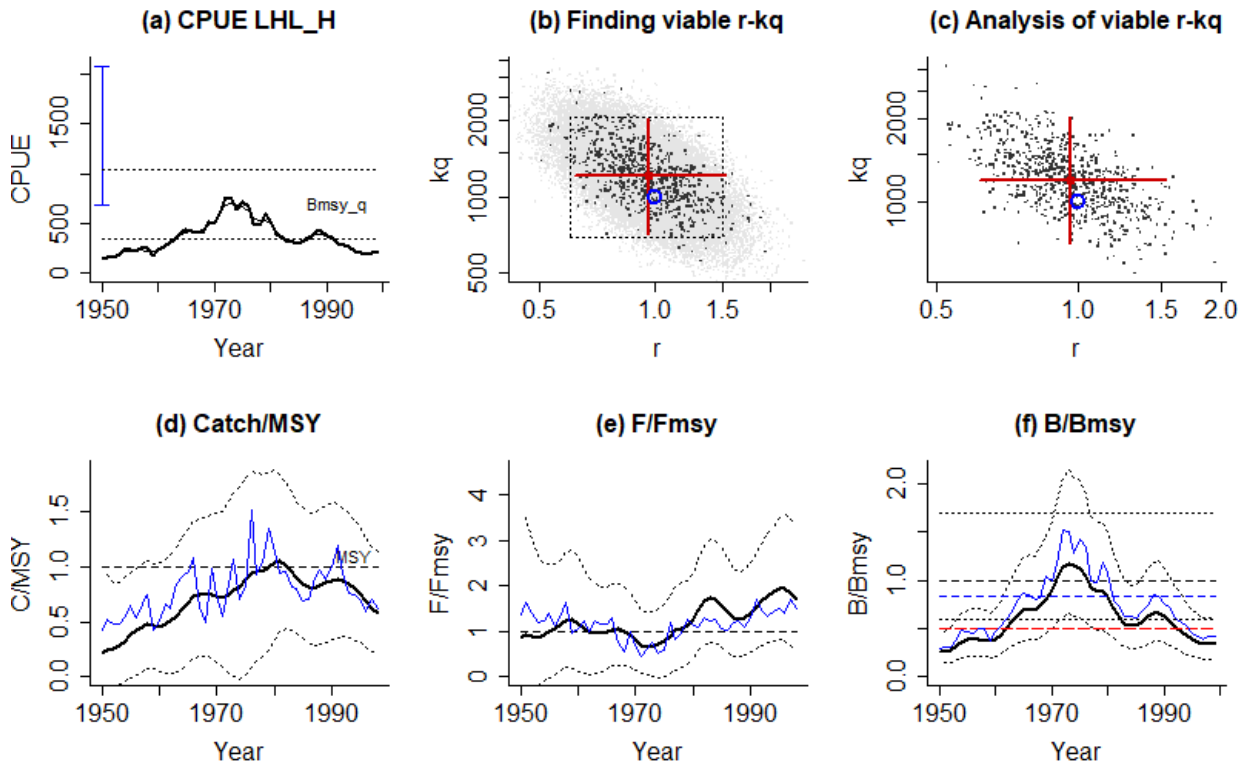 (a) CPUE LHL_H
(b) Finding viable r-kq
(c) Analysis of viable r-kq
CPUE
0
500
1500
Bmsy_q
1950
1970
1990
Year
kq
500
1000
2000
0.5
1.0
1.5
r
kq
1000
2000
0.5
1.0
1.5
2.0
r
(d) Catch/MSY
(e) F/Fmsy
(f) B/Bmsy
C/MSY
0.0
0.5
1.0
1.5
MSY
1950
1970
1990
Year
F/Fmsy
0
1
2
3
4
1950
1970
1990
Year
B/Bmsy
0.0
1.0
2.0
1950
1970
1990
Year